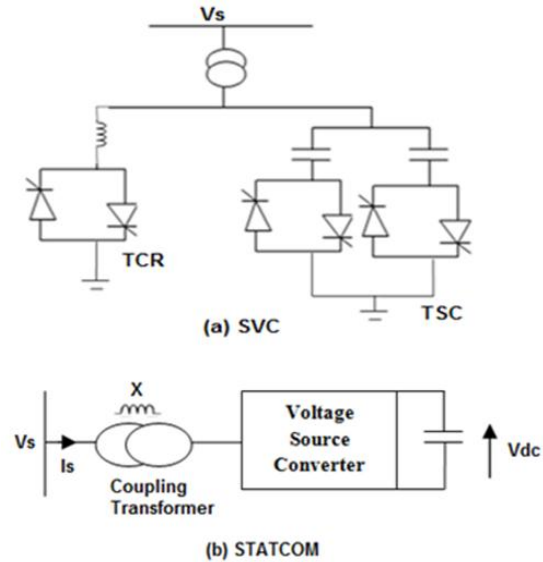 Vs
TCR
TSC
(a) SVC
X
Vs
Is
Coupling
Transformer
Voltage
Source
Converter
Vdc
(b) STATCOM